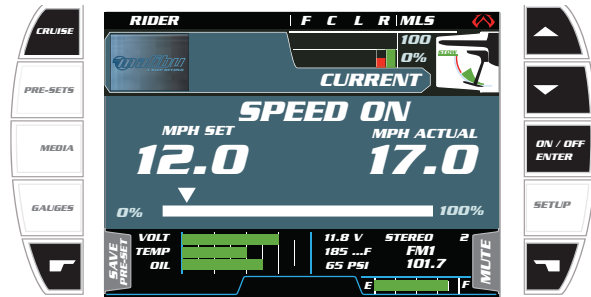 CRUISE
PRE-SETS
MEDIA
GAUGES
RIDER F C L R MLS
100
0%
STOW
malibu
CURRENT
SPEED ON
MPH SET MPH ACTUAL
12.0 17.0
0% 100%
SAVE PRE-SET
VOLT 11.8 V STEREO 2
TEMP 185 ...F FM1
OIL 65 PSI 101.7
MUTE
E F
ON / OFF
ENTER
SETUP